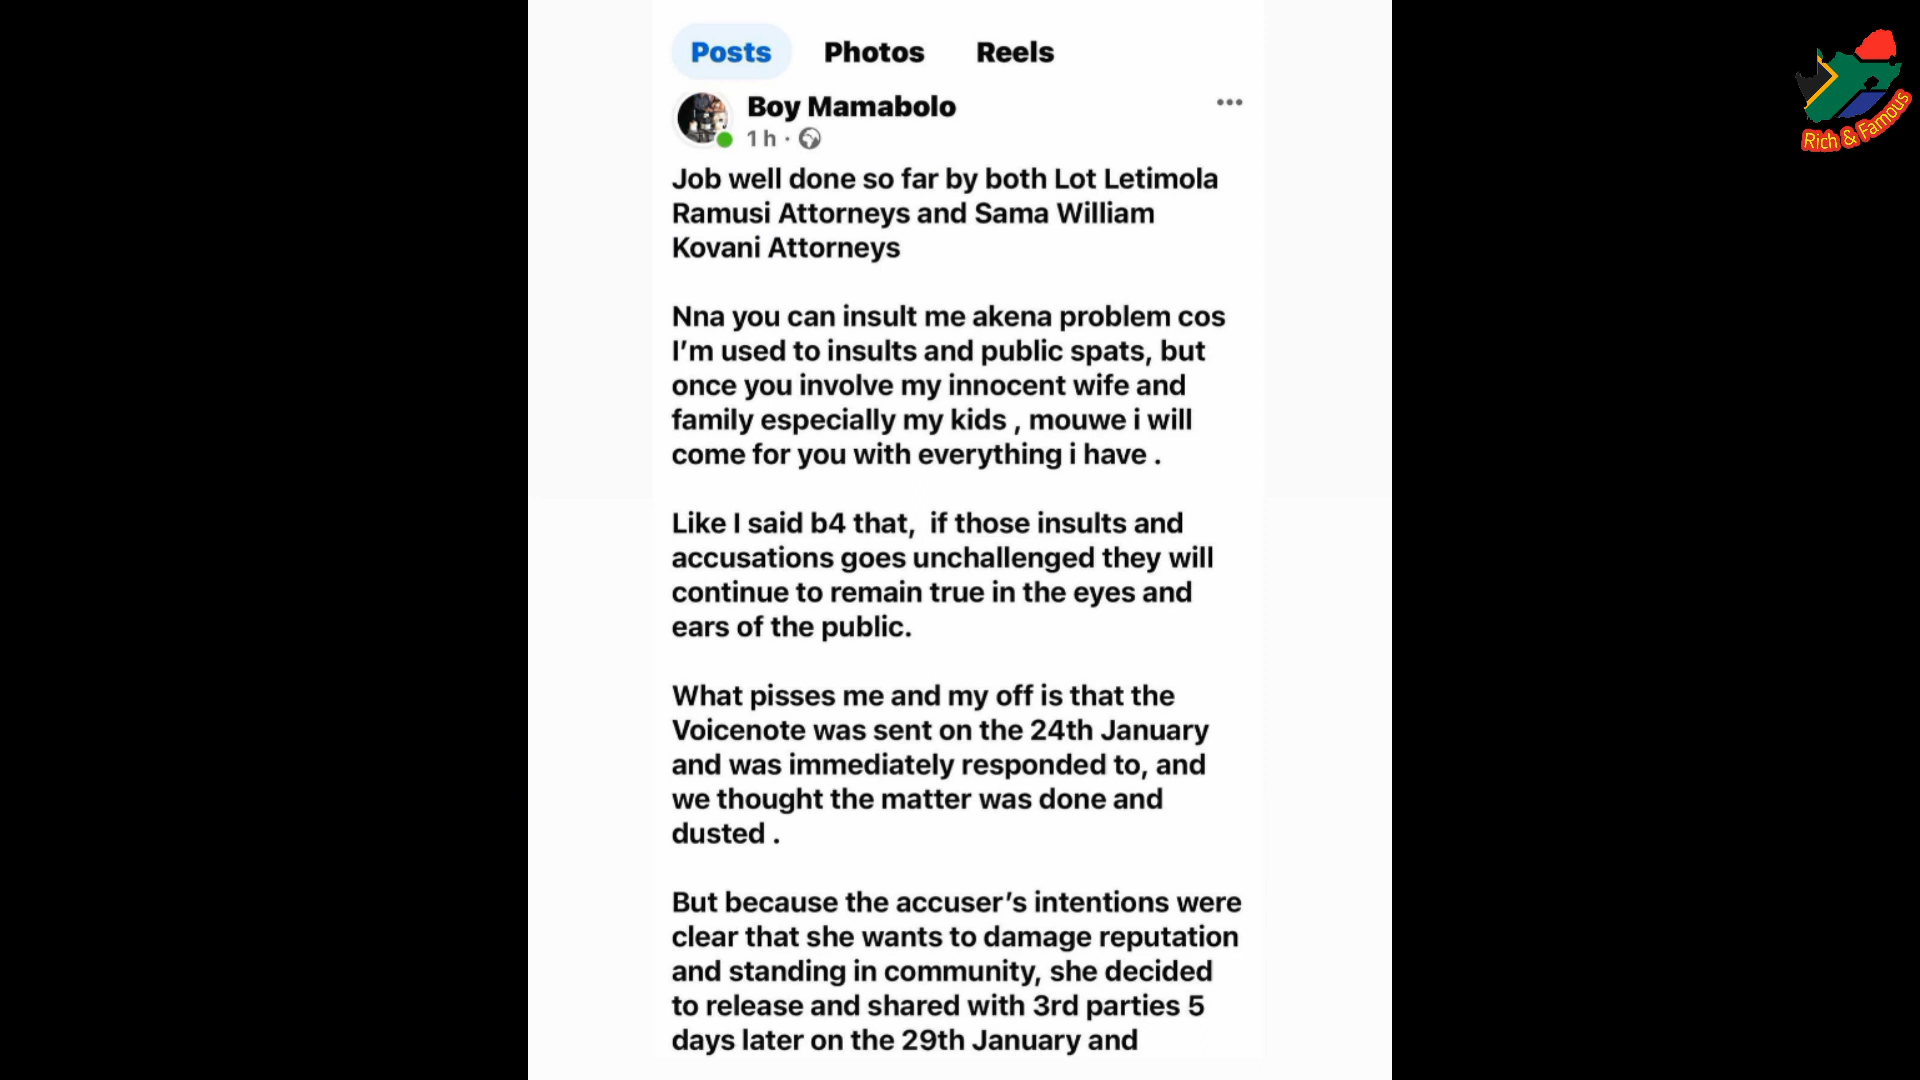 Posts Photos Reels
Boy Mamabolo
1 h ·
Job well done so far by both Lot Letimola
Ramusi Attorneys and Sama William
Kovani Attorneys
Nna you can insult me akena problem cos
I’m used to insults and public spats, but
once you involve my innocent wife and
family especially my kids , mouwe i will
come for you with everything i have .
Like I said b4 that,  if those insults and
accusations goes unchallenged they will
continue to remain true in the eyes and
ears of the public.
What pisses me and my off is that the
Voicenote was sent on the 24th January
and was immediately responded to, and
we thought the matter was done and
dusted .
But because the accuser’s intentions were
clear that she wants to damage reputation
and standing in community, she decided
to release and shared with 3rd parties 5
days later on the 29th January and
Rich & Famous